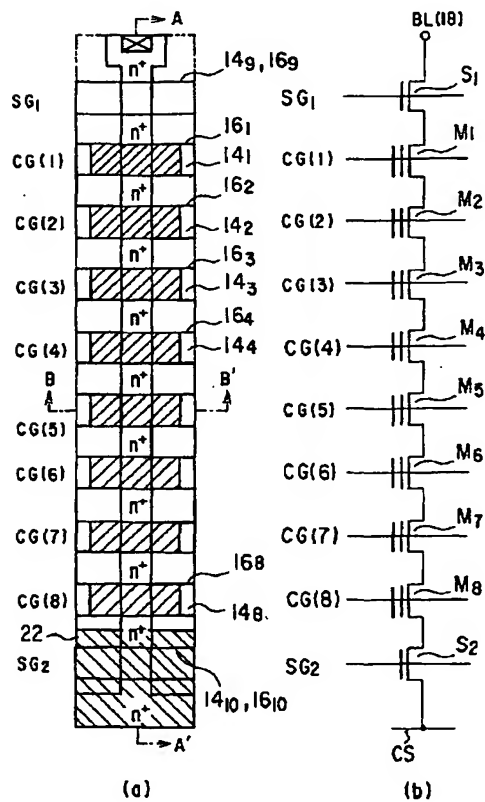 A
BL(18)
n+
14₉, 16₉
S₁
SG₁
SG₁
n+
16₁
M₁
CG(1)
n+
14₁
CG(1)
16₂
M₂
CG(2)
14₂
CG(2)
n+
16₃
M₃
CG(3)
14₃
CG(3)
n+
16₄
M₄
CG(4)
14₄
CG(4)
B
n+
B'
M₅
CG(5)
CG(5)
n+
M₆
CG(6)
CG(6)
n+
M₇
CG(7)
CG(7)
n+
16₈
M₈
CG(8)
14₈
CG(8)
22
n+
S₂
SG₂
SG₂
14₁₀, 16₁₀
n+
A'
CS
(a)
(b)